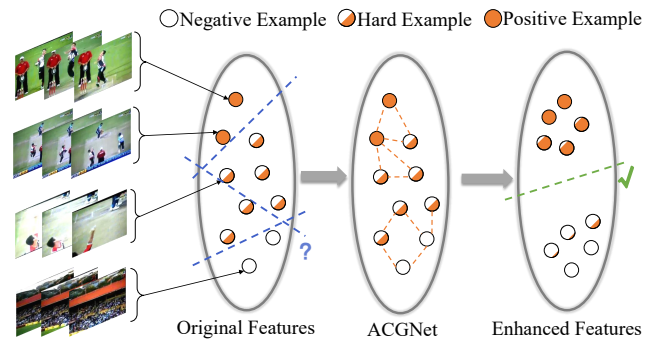 Negative Example Hard Example Positive Example
?
Original Features ACGNet Enhanced Features